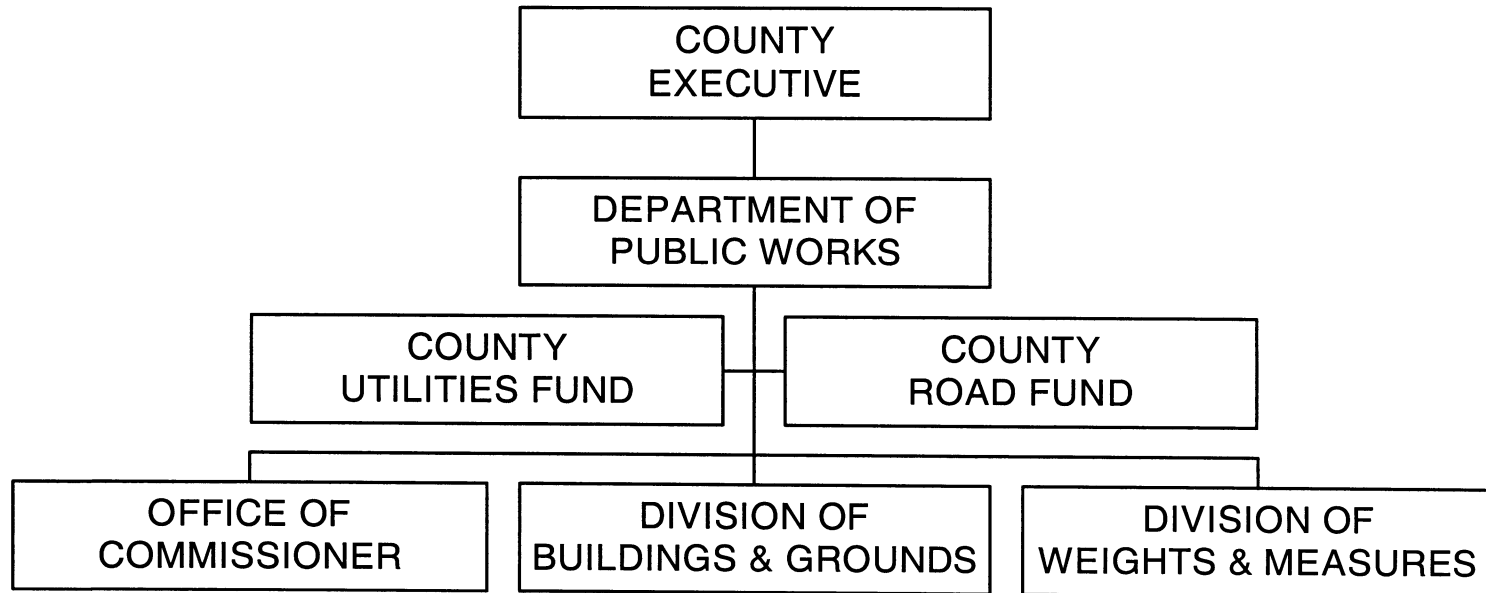 COUNTY
EXECUTIVE
DEPARTMENT OF
PUBLIC WORKS
COUNTY
UTILITIES FUND
COUNTY
ROAD FUND
OFFICE OF
COMMISSIONER
DIVISION OF
BUILDINGS & GROUNDS
DIVISION OF
WEIGHTS & MEASURES